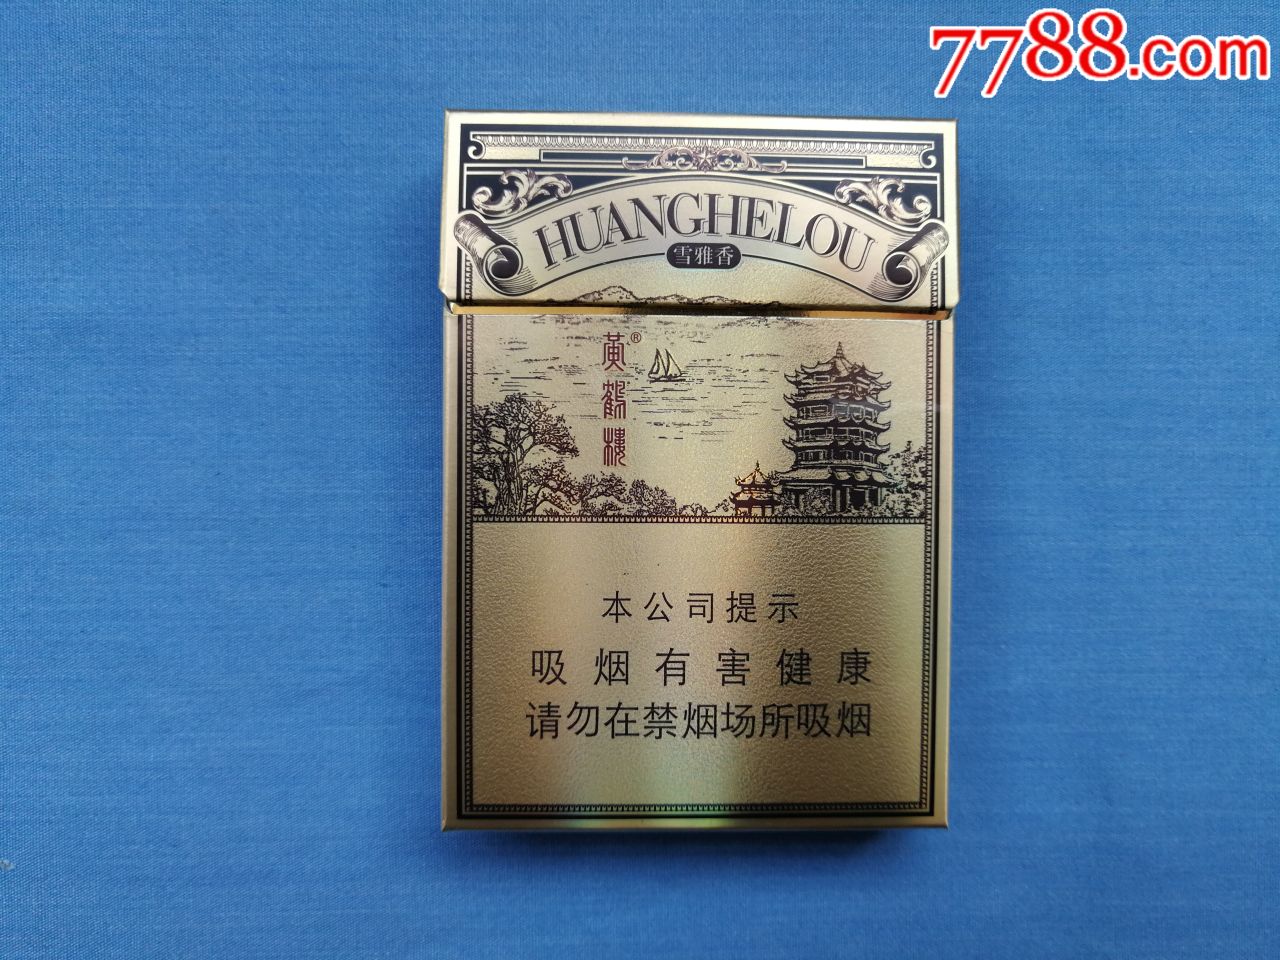 7788.com
HUANGHELOU
雪雅香
黄鹤楼®
本公司提示
吸烟有害健康
请勿在禁烟场所吸烟